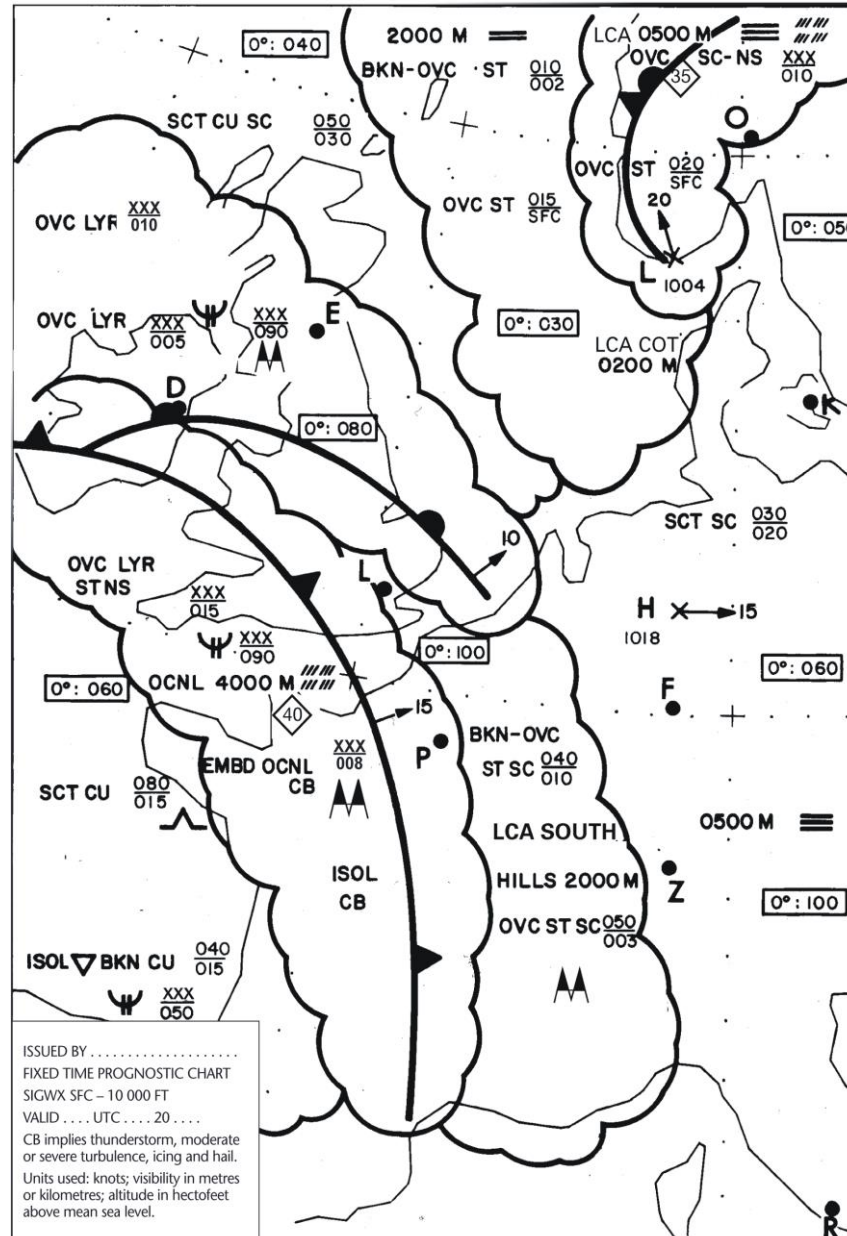 0°: 040
2000 M
BKN-OVC ST 010
002
LCA 0500 M
OVC SC-NS XXX
010
35
O
SCT CU SC 050
030
OVC ST 020
SFC
20
OVC LYR XXX
010
OVC ST 015
SFC
0°: 05
L
1004
OVC LYR XXX
005
XXX
090
E
0°: 030
LCA COT
0200 M
D
K
0°: 080
SCT SC 030
020
10
OVC LYR
ST NS
XXX
015
L
H
15
1018
XXX
090
0°: 100
0°: 060
0°: 060
OCNL 4000 M
40
15
F
P
BKN-OVC
ST SC 040
010
EMBD OCNL
CB
XXX
008
SCT CU 080
015
LCA SOUTH
HILLS 2000 M
OVC ST SC 050
003
0500 M
Z
ISOL
CB
0°: 100
ISOL BKN CU 040
015
XXX
050
ISSUED BY . . . . . . . . . . . . . . . . . . . .
FIXED TIME PROGNOSTIC CHART
SIGWX SFC – 10 000 FT
VALID . . . . UTC . . . . 20 . . . .
CB implies thunderstorm, moderate
or severe turbulence, icing and hail.
Units used: knots; visibility in metres
or kilometres; altitude in hectofeet
above mean sea level.
R